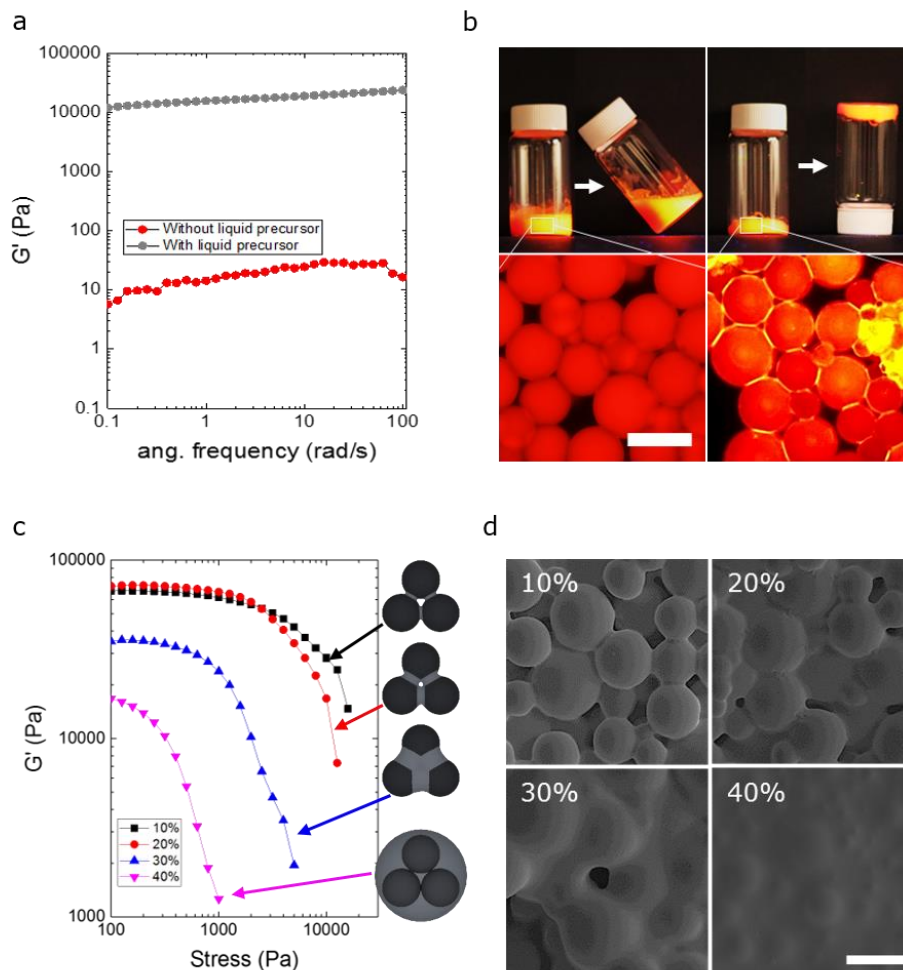 a
100000
10000
1000
100
10
1
0.1
G' (Pa)
Without liquid precursor
With liquid precursor
0.1
1
10
100
ang. frequency (rad/s)
b
c
100000
10000
1000
G' (Pa)
10%
20%
30%
40%
100
1000
10000
Stress (Pa)
d
10%
20%
30%
40%